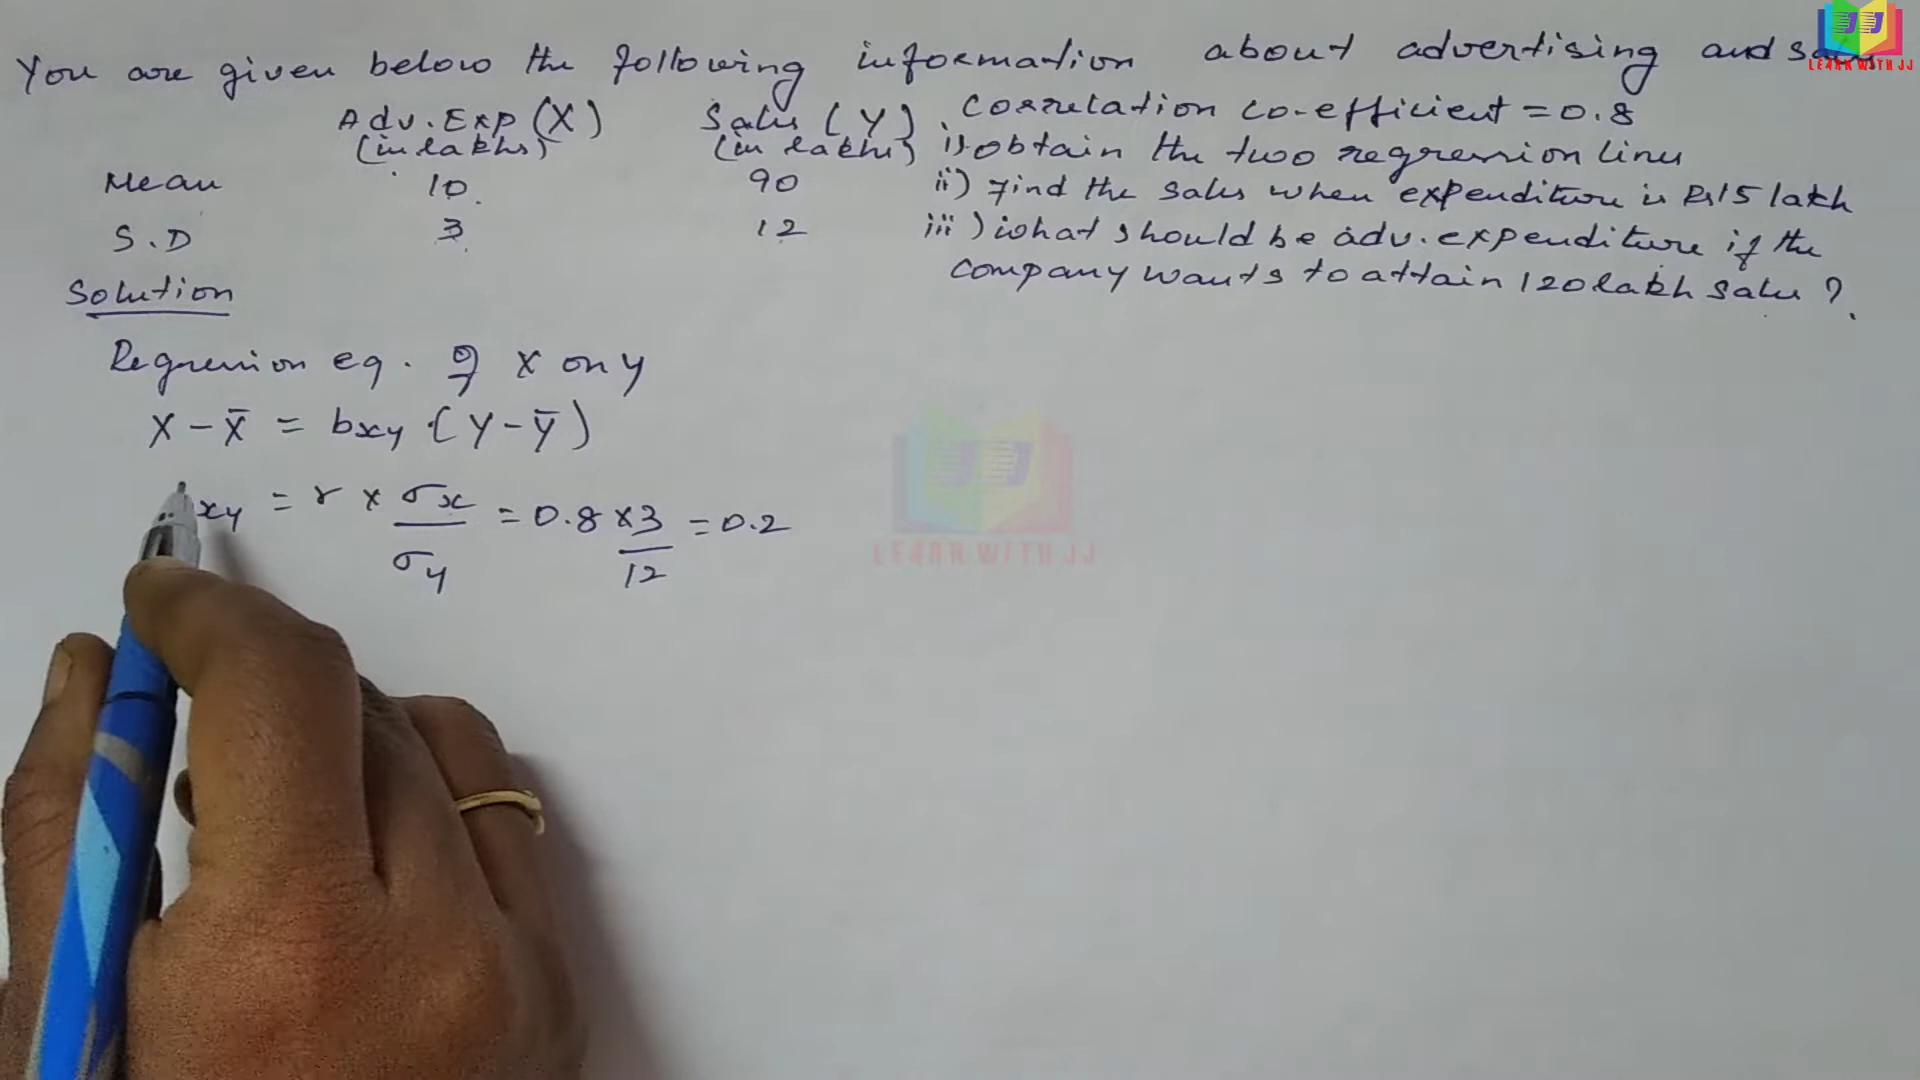 You are given below the following information about advertising and
LEARN WITH JJ
Adv. Exp (X) Sales (Y). Correlation co-efficient = 0.8
(in lakhs) (in lakhs) i) obtain the two regression lines
Mean 10 90 ii) Find the sales when expenditure is Rs 15 lakh
S.D 3 12 iii) what should be adv. expenditure if the
company wants to attain 120 lakh sales ?
Solution
Regression eq. of X on Y
X - X̄ = bxy (Y - Ȳ)
xy = r × σx / σy = 0.8 × 3 / 12 = 0.2
LEARN WITH JJ